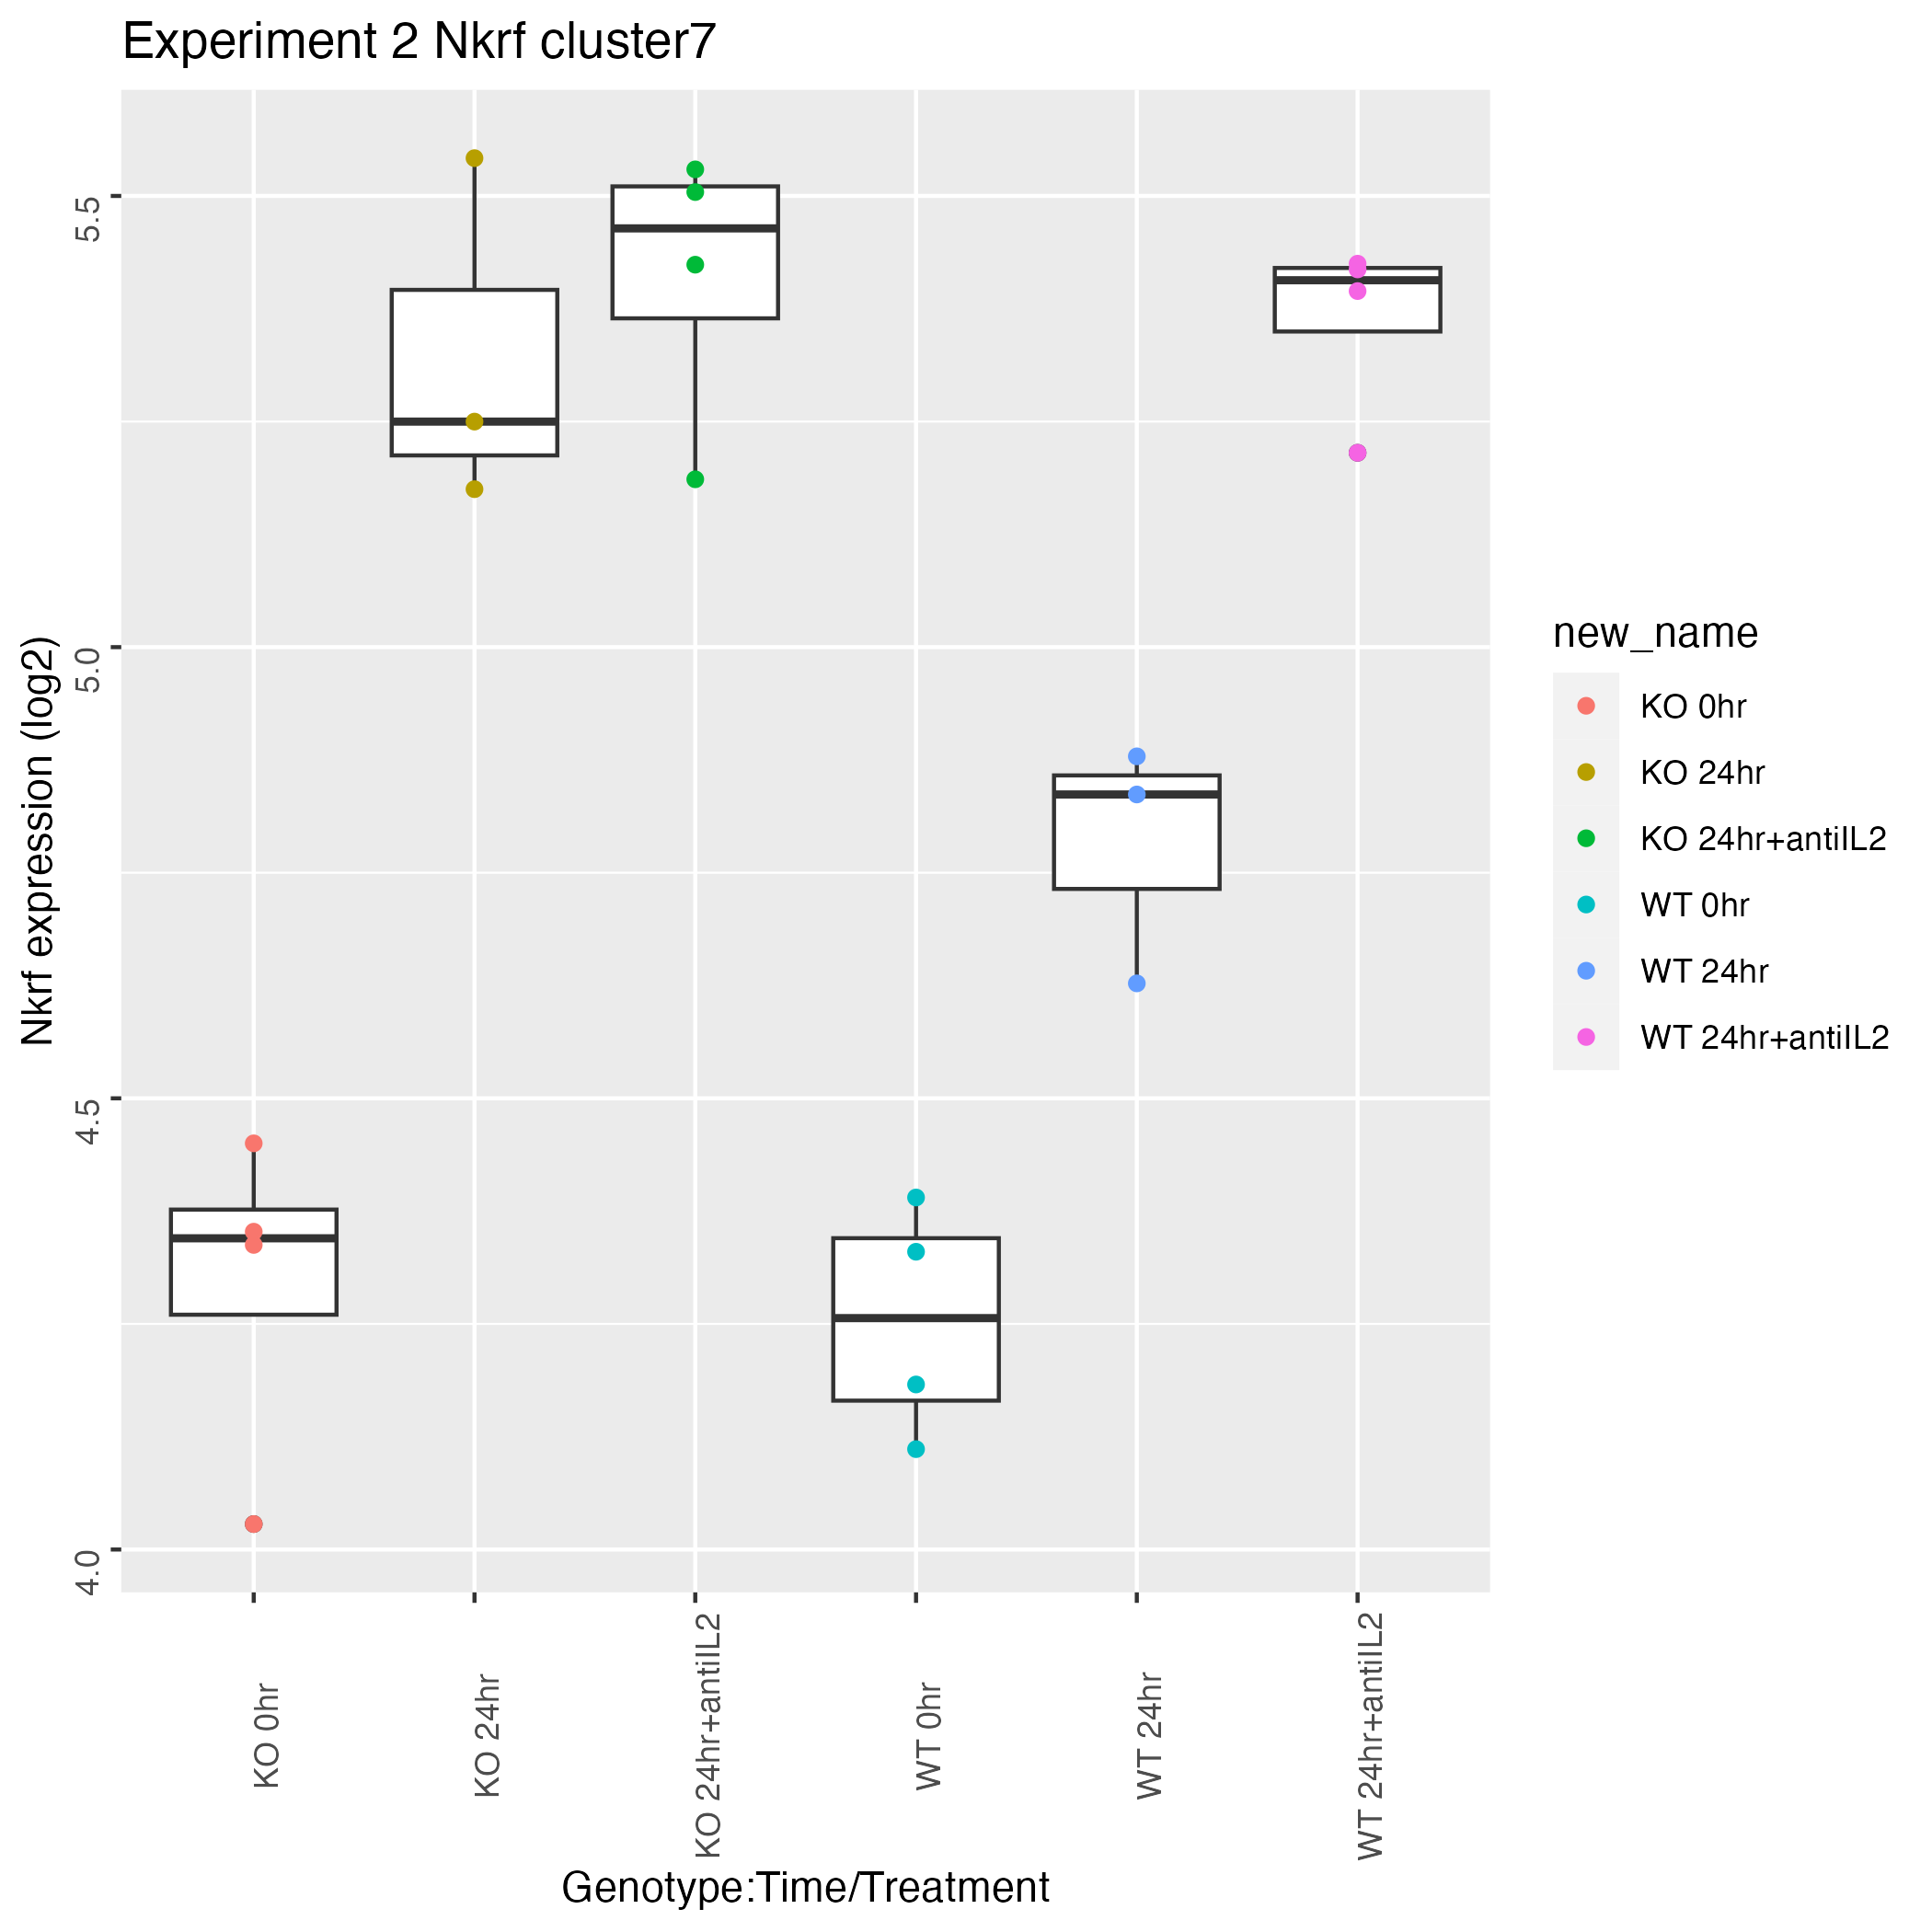 Experiment 2 Nkrf cluster7
Nkrf expression (log2)
5.5
5.0
4.5
4.0
KO 0hr
KO 24hr
KO 24hr+antiIL2
WT 0hr
WT 24hr
WT 24hr+antiIL2
Genotype:Time/Treatment
new_name
KO 0hr
KO 24hr
KO 24hr+antiIL2
WT 0hr
WT 24hr
WT 24hr+antiIL2